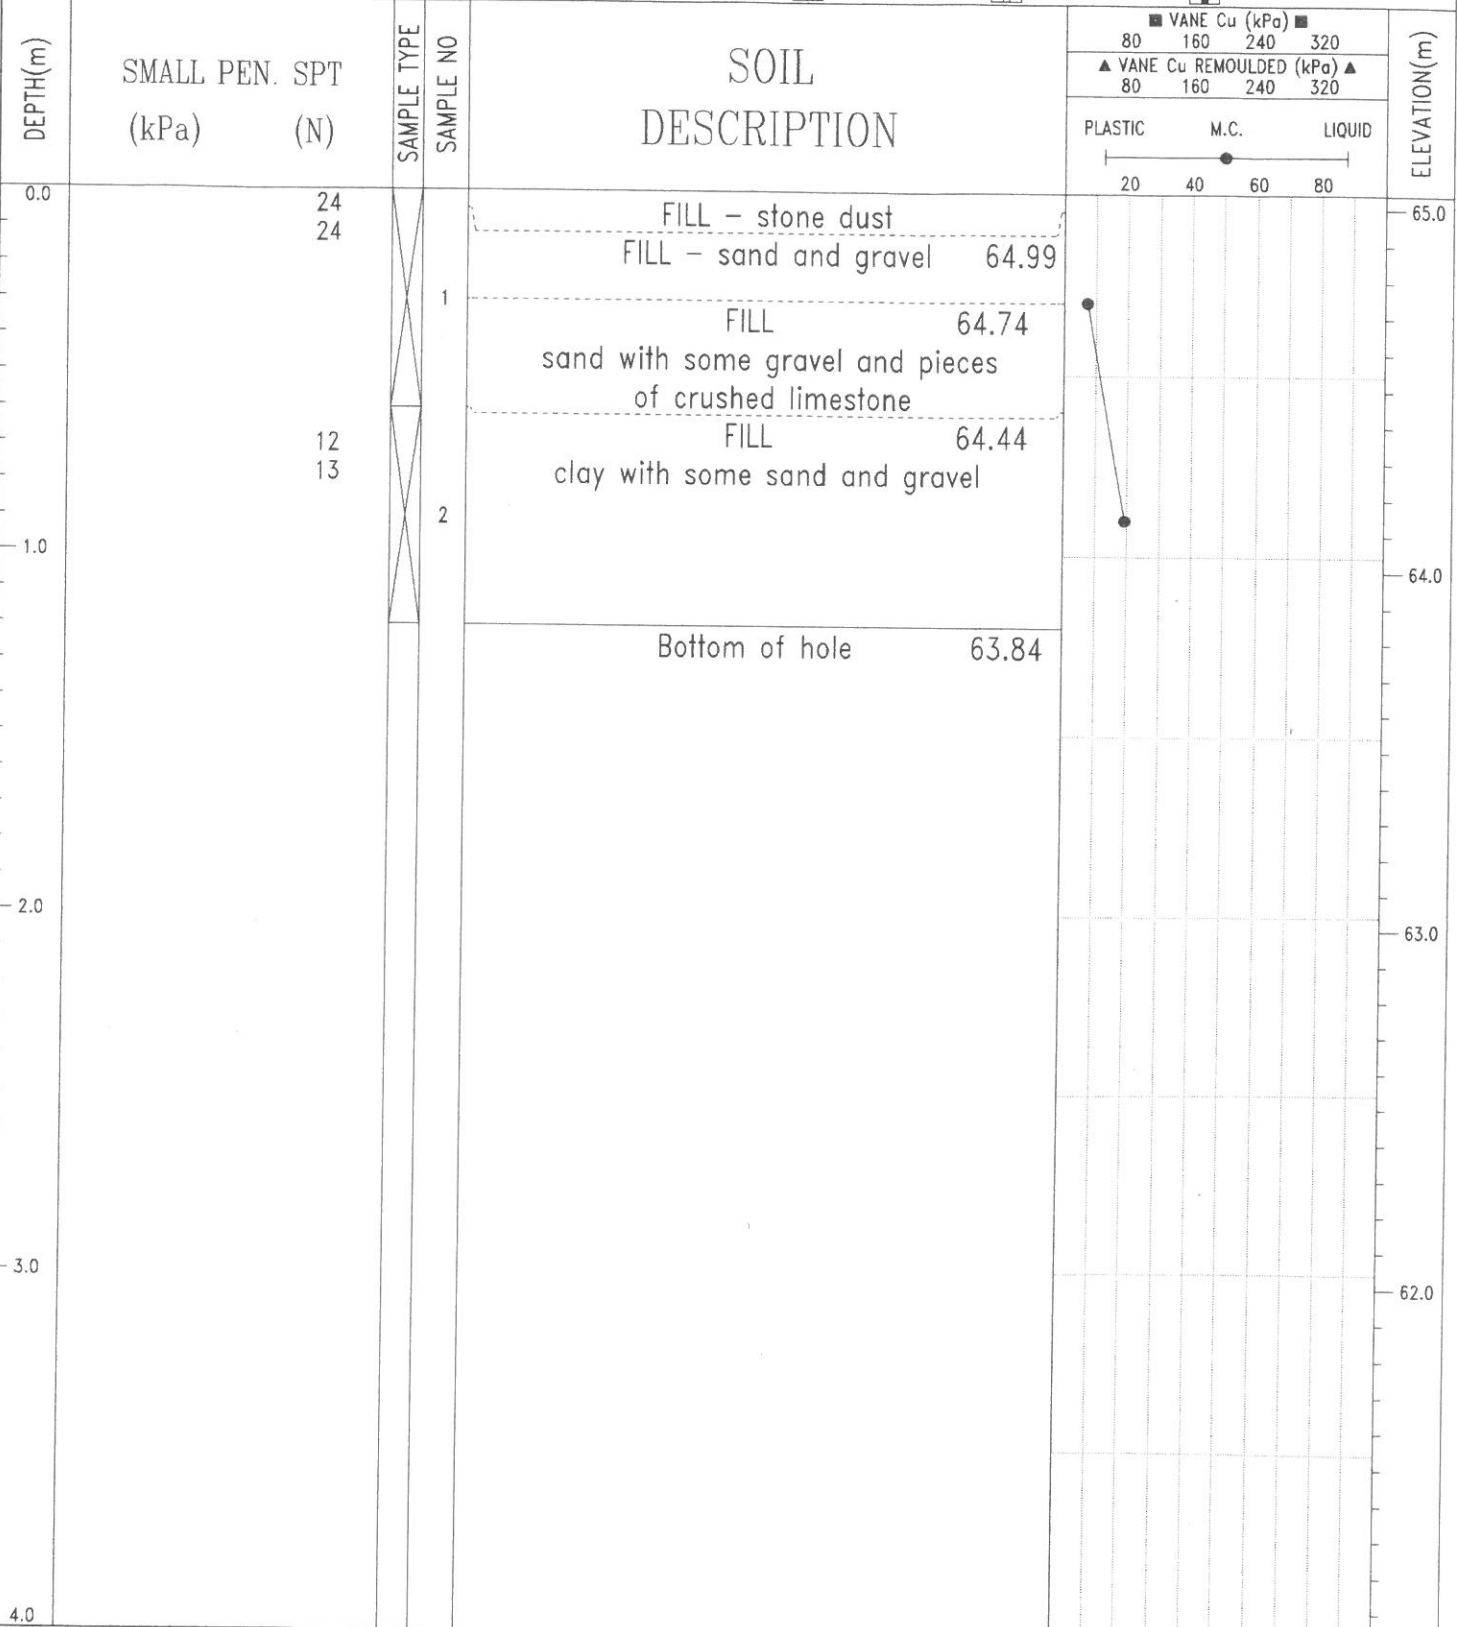 DEPTH(m)
SMALL PEN. SPT
(kPa) (N)
SAMPLE TYPE
SAMPLE NO
SOIL
DESCRIPTION
■ VANE Cu (kPa) ■
80 160 240 320
▲ VANE Cu REMOULDED (kPa) ▲
80 160 240 320
PLASTIC M.C. LIQUID
20 40 60 80
ELEVATION(m)
0.0
24
24
FILL - stone dust
65.0
FILL - sand and gravel 64.99
1
FILL 64.74
sand with some gravel and pieces
of crushed limestone
12
13
FILL 64.44
clay with some sand and gravel
2
1.0
64.0
Bottom of hole 63.84
2.0
63.0
3.0
62.0
4.0